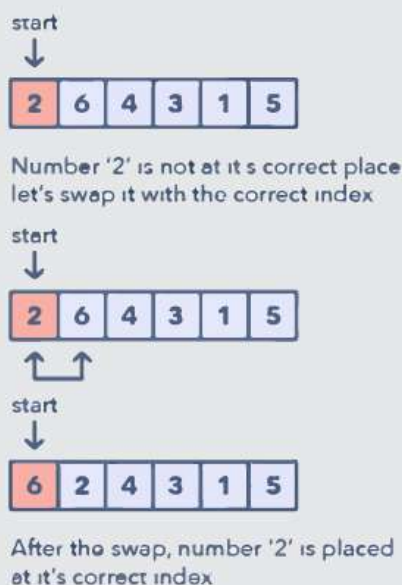 start
2 6 4 3 1 5
Number '2' is not at it s correct place
let's swap it with the correct index
start
2 6 4 3 1 5
start
6 2 4 3 1 5
After the swap, number '2' is placed
at it's correct index